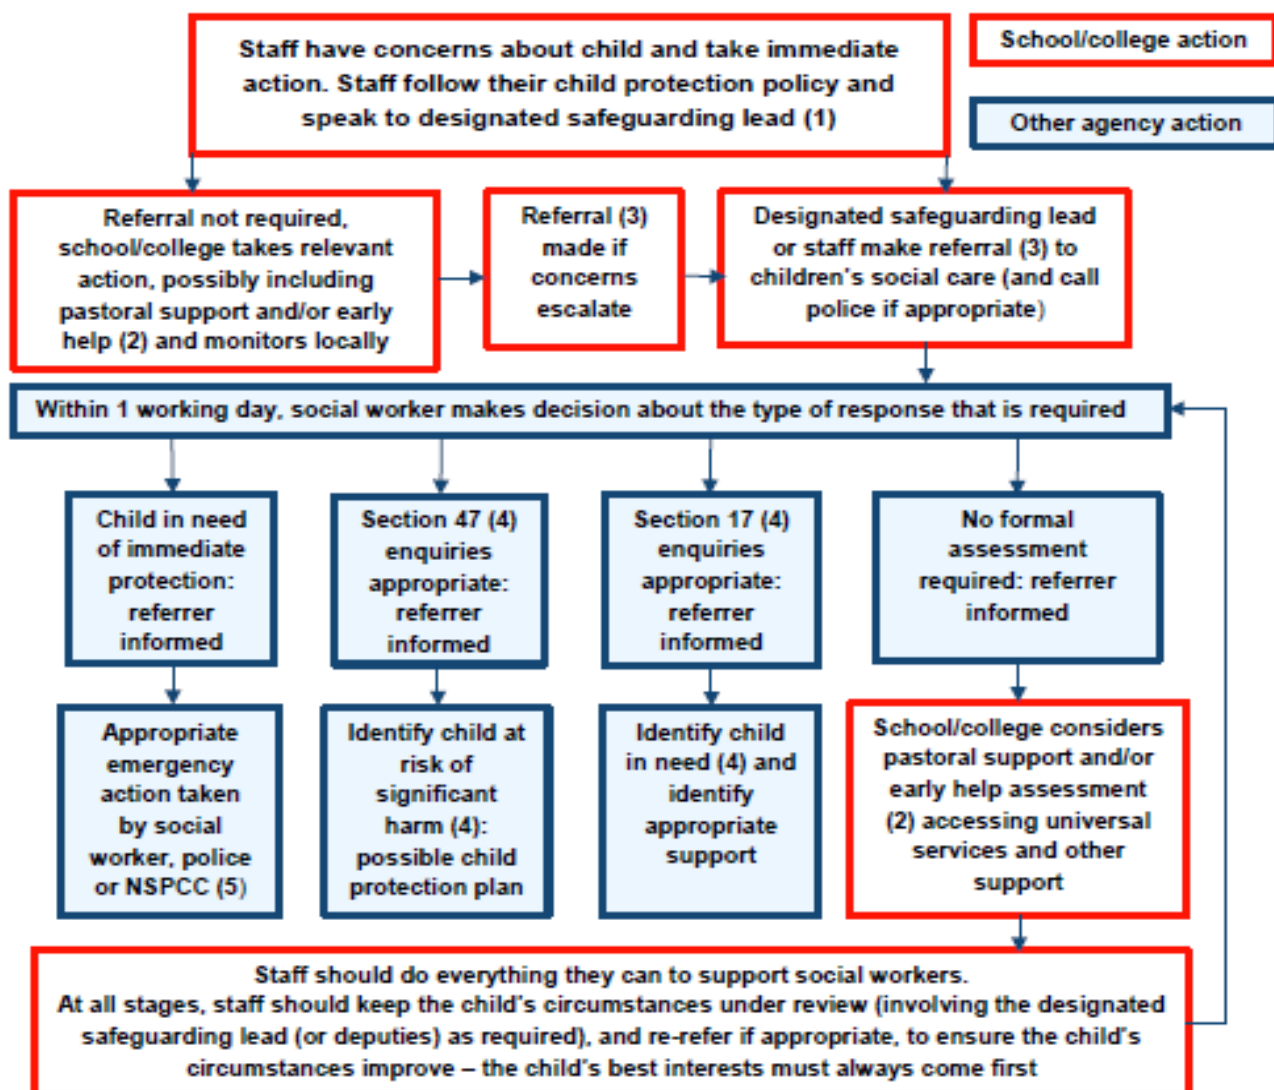 Staff have concerns about child and take immediate
action. Staff follow their child protection policy and
speak to designated safeguarding lead (1)
School/college action
Other agency action
Referral not required,
school/college takes relevant
action, possibly including
pastoral support and/or early
help (2) and monitors locally
Referral (3)
made if
concerns
escalate
Designated safeguarding lead
or staff make referral (3) to
children's social care (and call
police if appropriate)
Within 1 working day, social worker makes decision about the type of response that is required
Child in need
of immediate
protection:
referrer
informed
Section 47 (4)
enquiries
appropriate:
referrer
informed
Section 17 (4)
enquiries
appropriate:
referrer
informed
No formal
assessment
required: referrer
informed
Appropriate
emergency
action taken
by social
worker, police
or NSPCC (5)
Identify child at
risk of
significant
harm (4):
possible child
protection plan
Identify child
in need (4) and
identify
appropriate
support
School/college considers
pastoral support and/or
early help assessment
(2) accessing universal
services and other
support
Staff should do everything they can to support social workers.
At all stages, staff should keep the child's circumstances under review (involving the designated
safeguarding lead (or deputies) as required), and re-refer if appropriate, to ensure the child's
circumstances improve – the child's best interests must always come first